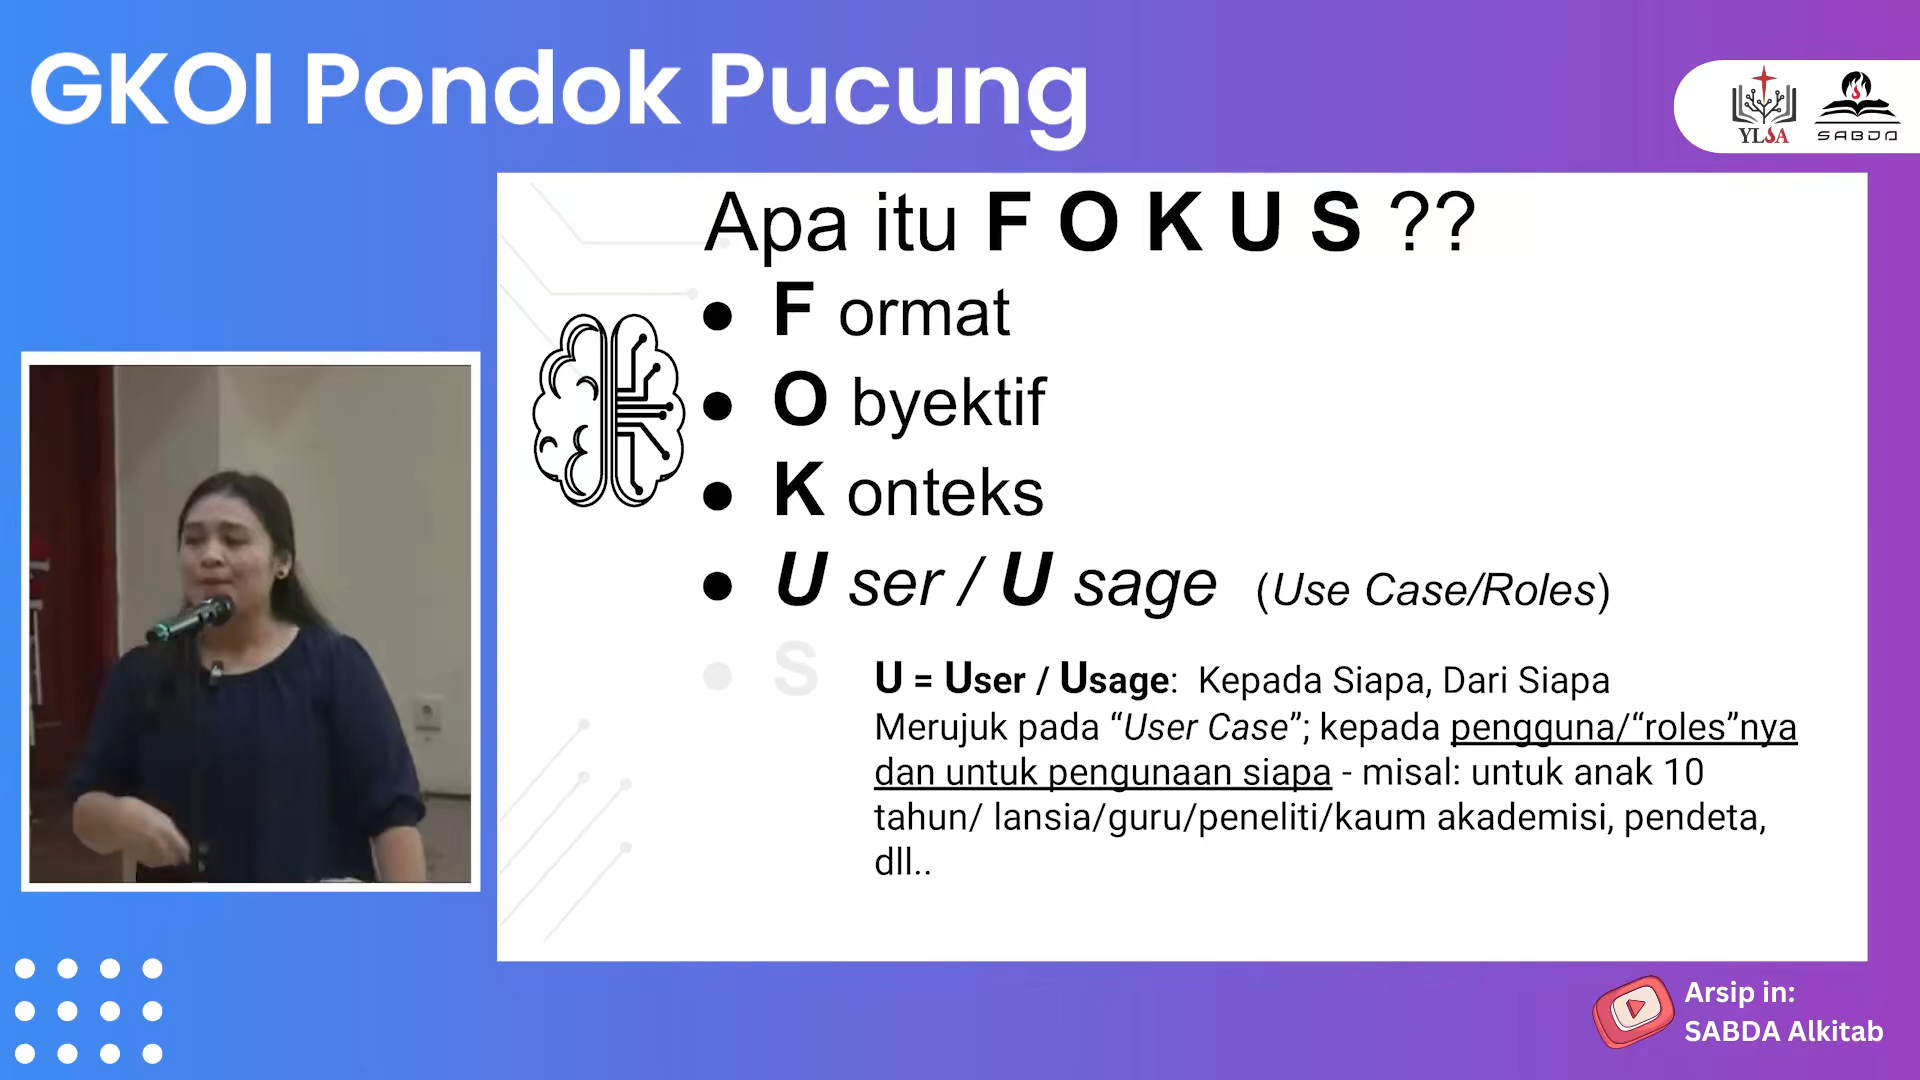 GKOI Pondok Pucung
YLSA
SABDA
Apa itu F O K U S ??
● F ormat
● O byektif
● K onteks
● U ser / U sage (Use Case/Roles)
● S
U = User / Usage: Kepada Siapa, Dari Siapa
Merujuk pada “User Case”; kepada pengguna/“roles”nya
dan untuk pengunaan siapa - misal: untuk anak 10
tahun/ lansia/guru/peneliti/kaum akademisi, pendeta,
dll..
Arsip in:
SABDA Alkitab